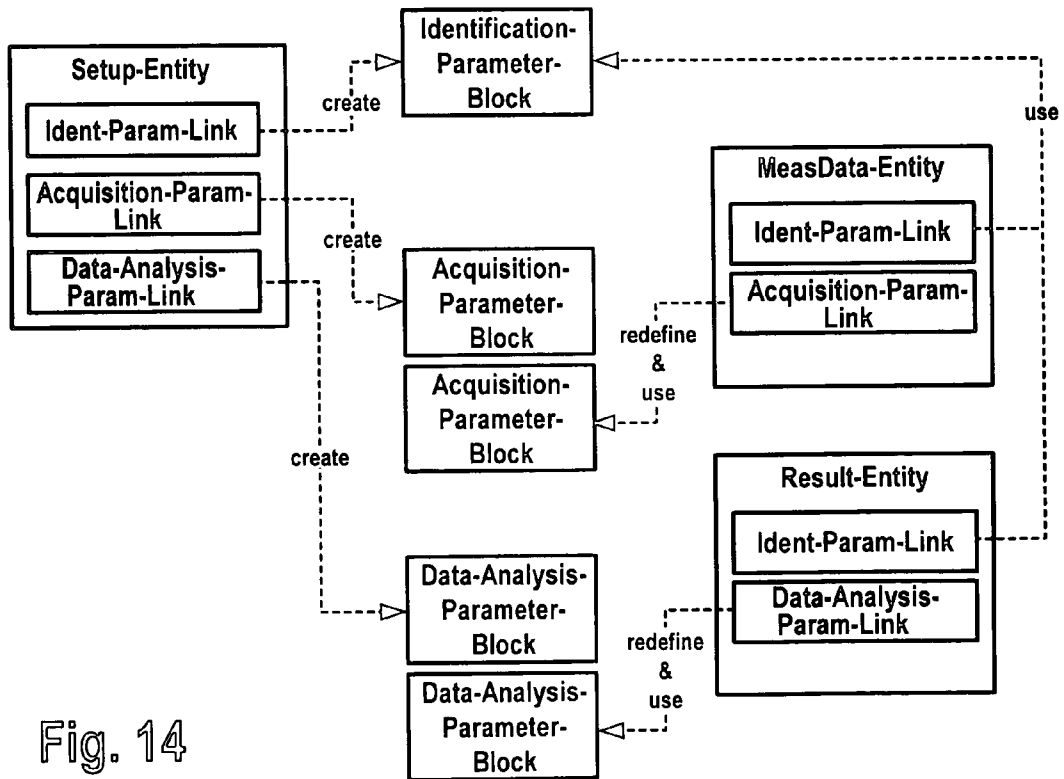 Setup-Entity
Ident-Param-Link
Acquisition-Param-
Link
Data-Analysis-
Param-Link
create
create
create
Identification-
Parameter-
Block
Acquisition-
Parameter-
Block
Acquisition-
Parameter-
Block
Data-Analysis-
Parameter-
Block
Data-Analysis-
Parameter-
Block
use
MeasData-Entity
Ident-Param-Link
Acquisition-Param-
Link
redefine
&
use
Result-Entity
Ident-Param-Link
Data-Analysis-
Param-Link
redefine
&
use
Fig. 14